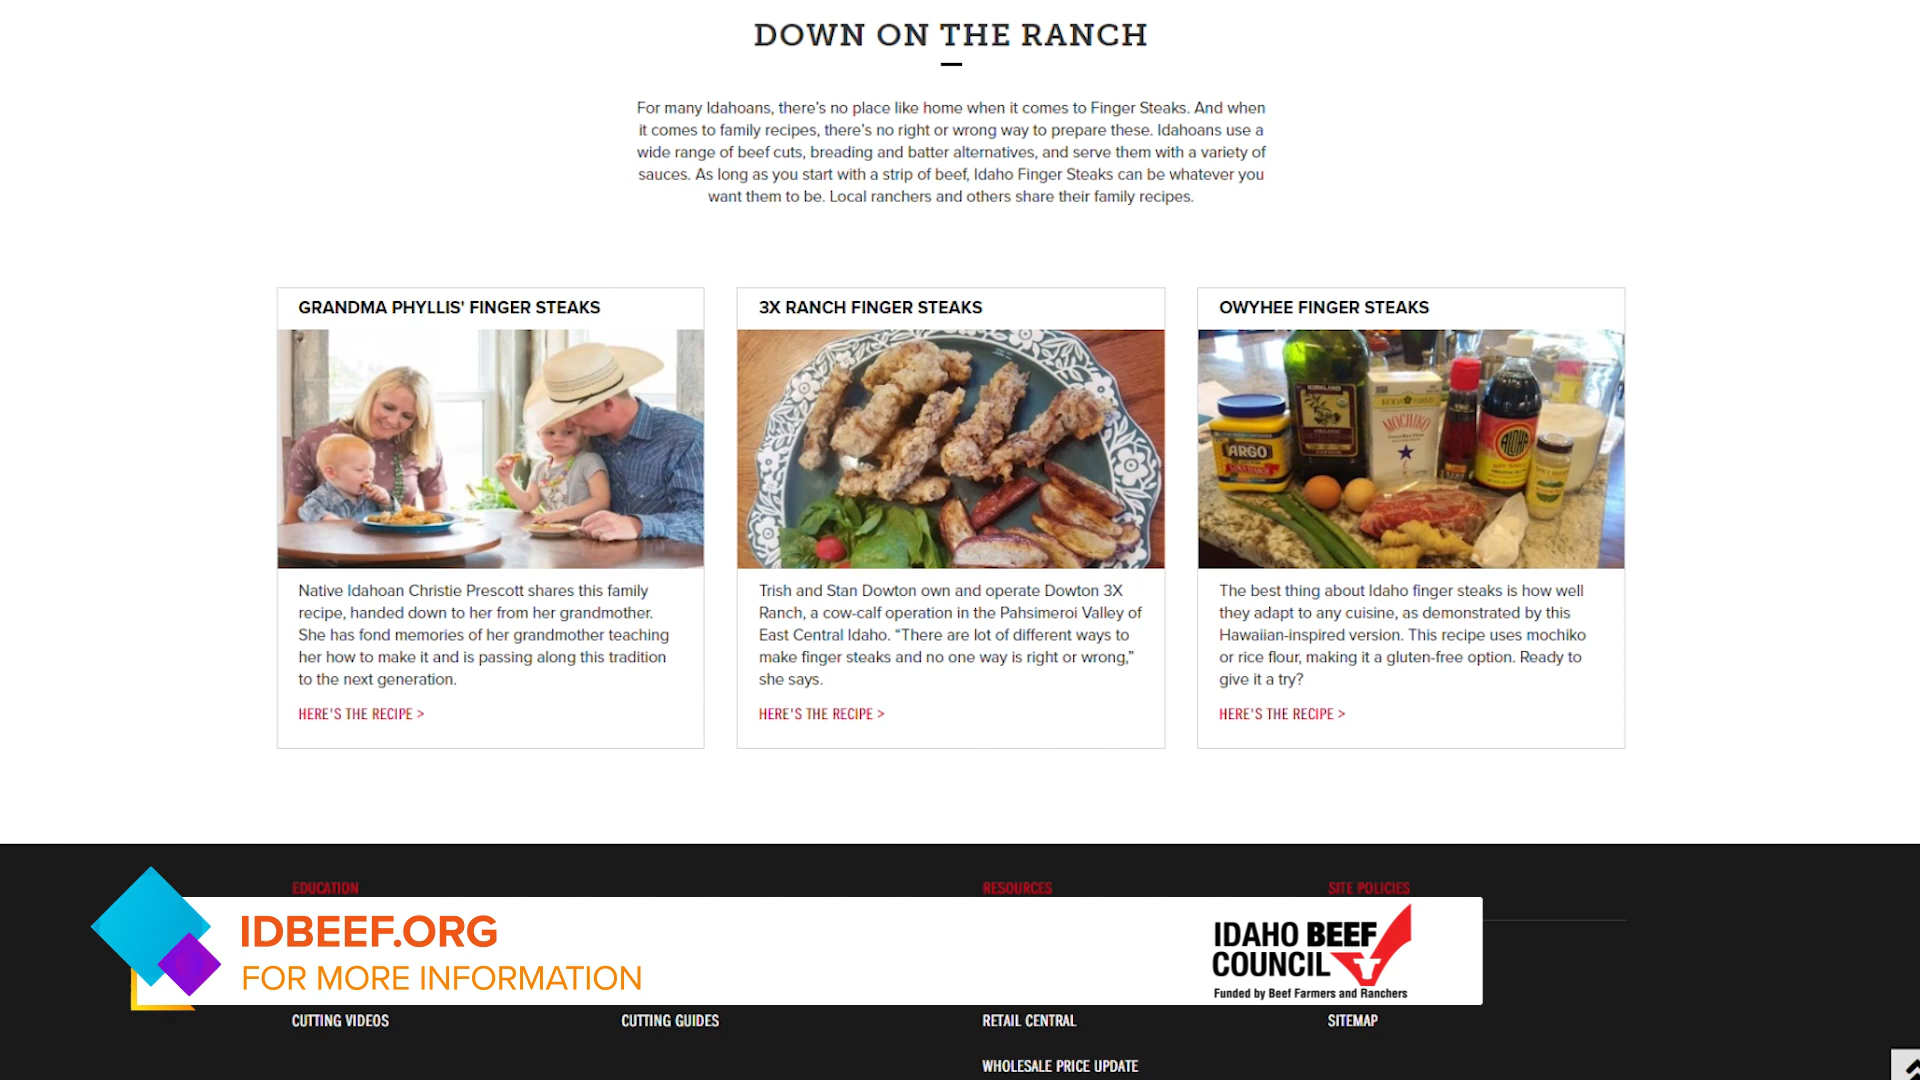 DOWN ON THE RANCH
For many Idahoans, there's no place like home when it comes to Finger Steaks. And when
it comes to family recipes, there's no right or wrong way to prepare these. Idahoans use a
wide range of beef cuts, breading and batter alternatives, and serve them with a variety of
sauces. As long as you start with a strip of beef, Idaho Finger Steaks can be whatever you
want them to be. Local ranchers and others share their family recipes.
GRANDMA PHYLLIS' FINGER STEAKS
Native Idahoan Christie Prescott shares this family
recipe, handed down to her from her grandmother.
She has fond memories of her grandmother teaching
her how to make it and is passing along this tradition
to the next generation.
HERE'S THE RECIPE >
3X RANCH FINGER STEAKS
Trish and Stan Dowton own and operate Dowton 3X
Ranch, a cow-calf operation in the Pahsimeroi Valley of
East Central Idaho. “There are lot of different ways to
make finger steaks and no one way is right or wrong,”
she says.
HERE'S THE RECIPE >
OWYHEE FINGER STEAKS
KIRKLAND
ARGO
MOCHIKO
ALOHA
The best thing about Idaho finger steaks is how well
they adapt to any cuisine, as demonstrated by this
Hawaiian-inspired version. This recipe uses mochiko
or rice flour, making it a gluten-free option. Ready to
give it a try?
HERE'S THE RECIPE >
EDUCATION
RESOURCES
SITE POLICIES
IDBEEF.ORG
FOR MORE INFORMATION
IDAHO BEEF
COUNCIL
Funded by Beef Farmers and Ranchers
CUTTING VIDEOS
CUTTING GUIDES
RETAIL CENTRAL
SITEMAP
WHOLESALE PRICE UPDATE